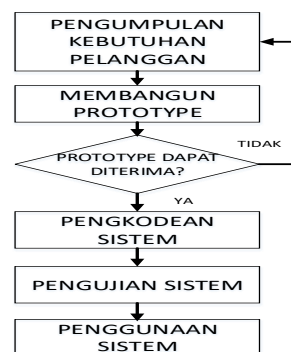 PENGUMPULAN
KEBUTUHAN
PELANGGAN
MEMBANGUN
PROTOTYPE
TIDAK
PROTOTYPE DAPAT
DITERIMA?
YA
PENGKODEAN
SISTEM
PENGUJIAN SISTEM
PENGGUNAAN
SISTEM